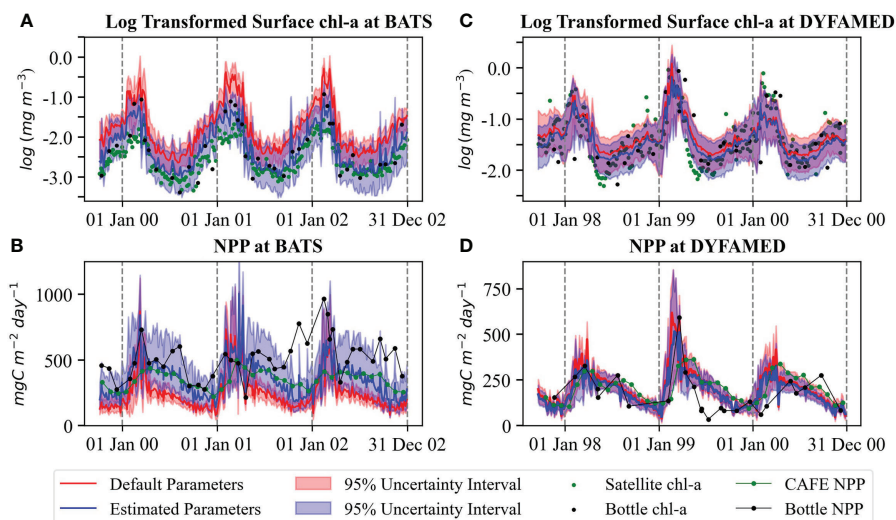 A Log Transformed Surface chl-a at BATS
log (mg m⁻³)
0.0
-1.0
-2.0
-3.0
01 Jan 00 01 Jan 01 01 Jan 02 31 Dec 02
C Log Transformed Surface chl-a at DYFAMED
log (mg m⁻³)
0.0
-1.0
-2.0
01 Jan 98 01 Jan 99 01 Jan 00 31 Dec 00
B NPP at BATS
mgC m⁻² day⁻¹
1000
500
0
01 Jan 00 01 Jan 01 01 Jan 02 31 Dec 02
D NPP at DYFAMED
mgC m⁻² day⁻¹
750
500
250
0
01 Jan 98 01 Jan 99 01 Jan 00 31 Dec 00
Default Parameters 95% Uncertainty Interval Satellite chl-a CAFE NPP
Estimated Parameters 95% Uncertainty Interval Bottle chl-a Bottle NPP